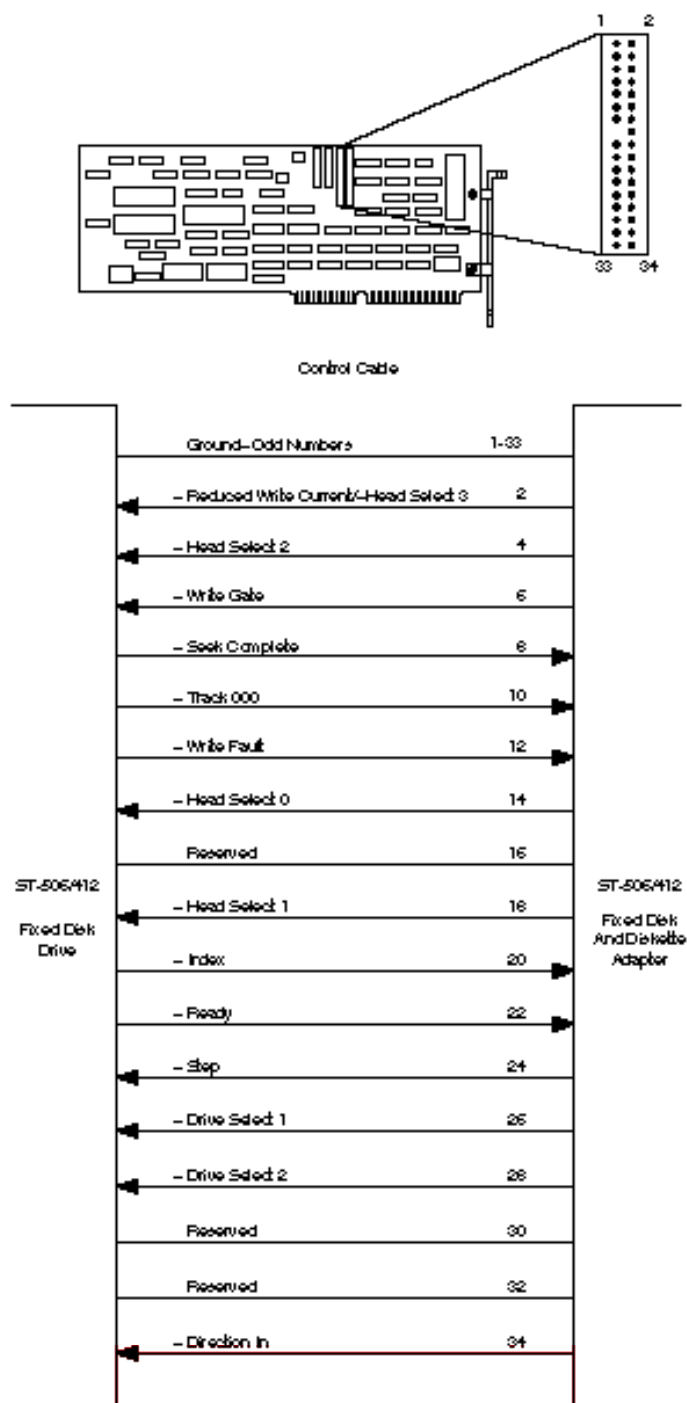 1 2
33 34
Control Cable
Ground–Odd Numbers 1-33
– Reduced Write Current/–Head Select 3 2
– Head Select 2 4
– Write Gate 6
– Seek Complete 8
– Track 000 10
– Write Fault 12
– Head Select 0 14
Reserved 16
ST-506/412
Fixed Disk
Drive
– Head Select 1 18
ST-506/412
Fixed Disk
And Diskette
Adapter
– Index 20
– Ready 22
– Step 24
– Drive Select 1 26
– Drive Select 2 28
Reserved 30
Reserved 32
– Direction In 34